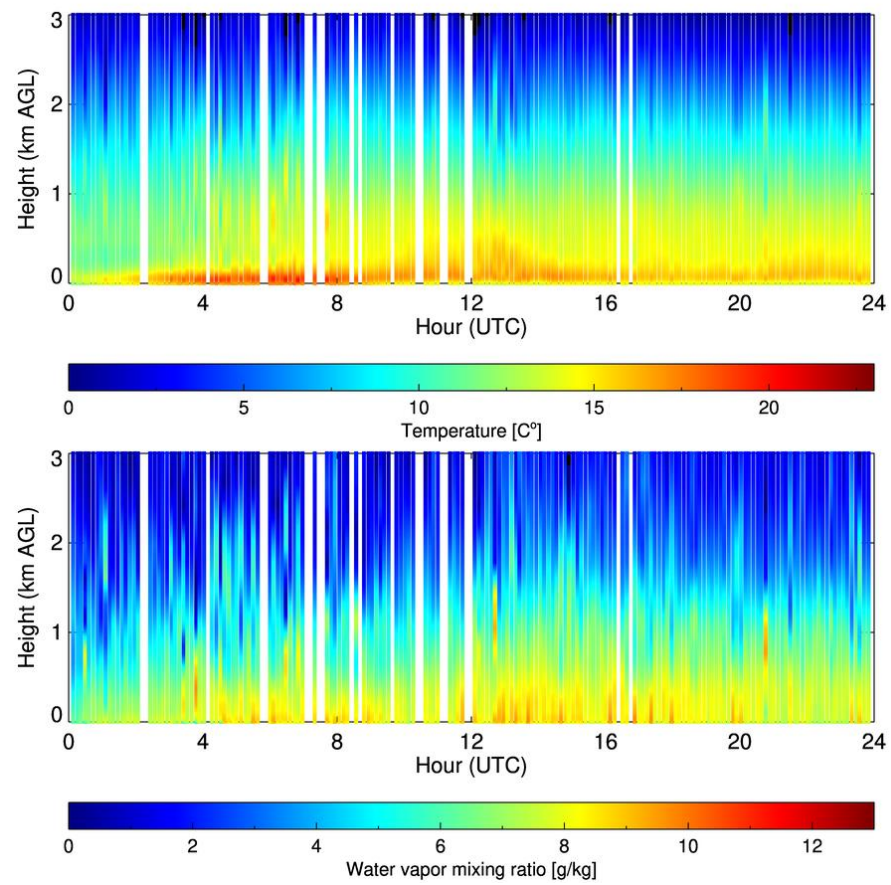 3
2
1
0
Height (km AGL)
0 4 8 12 16 20 24
Hour (UTC)
0 5 10 15 20
Temperature [Cº]
3
2
1
0
Height (km AGL)
0 4 8 12 16 20 24
Hour (UTC)
0 2 4 6 8 10 12
Water vapor mixing ratio [g/kg]